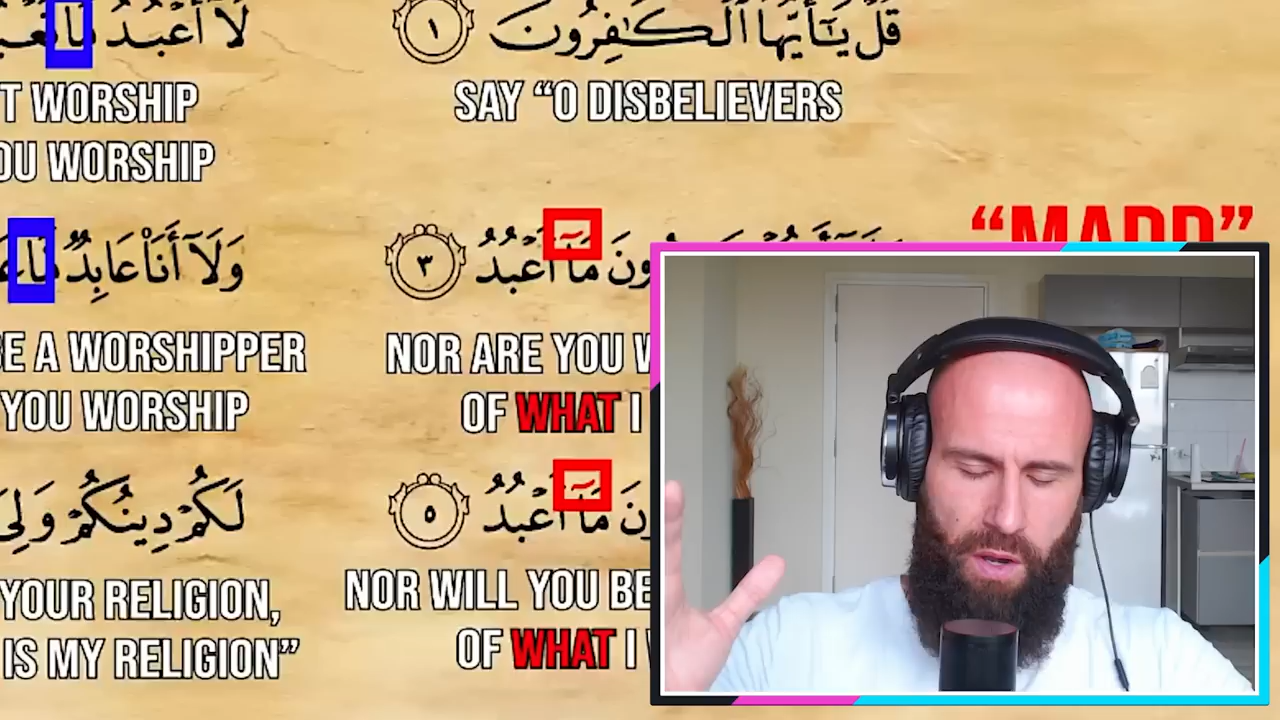 لَا أَعْبُدُ مَا
قُلْ يَٰٓأَيُّهَا ٱلْكَٰفِرُونَ ١
T WORSHIP
SAY “O DISBELIEVERS
OU WORSHIP
“MADD”
وَلَآ أَنَا۠ عَابِدٌ مَّا
مَآ أَعْبُدُ ٣
E A WORSHIPPER
NOR ARE YOU
YOU WORSHIP
OF WHAT I
لَكُمْ دِينُكُمْ وَلِىَ
مَآ أَعْبُدُ ٥
YOUR RELIGION,
NOR WILL YOU BE
IS MY RELIGION”
OF WHAT I